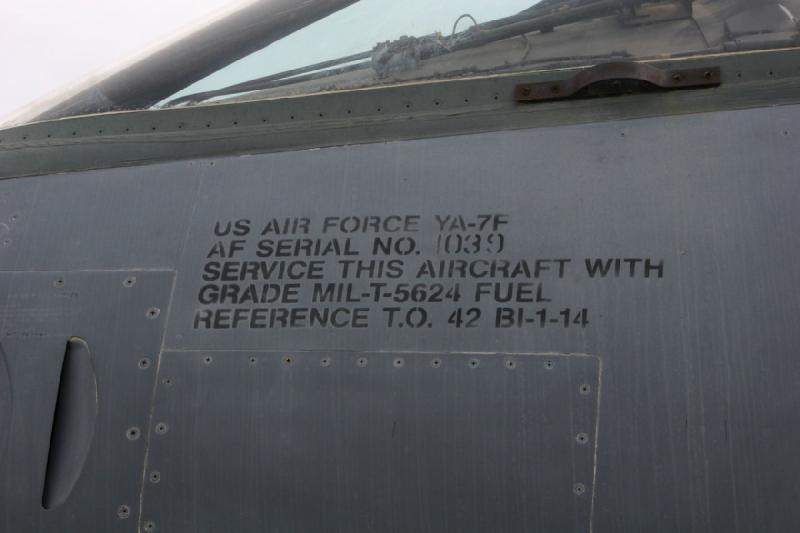 US AIR FORCE YA-7F
AF SERIAL NO. 1039
SERVICE THIS AIRCRAFT WITH
GRADE MIL-T-5624 FUEL
REFERENCE T.O. 42 BI-1-14